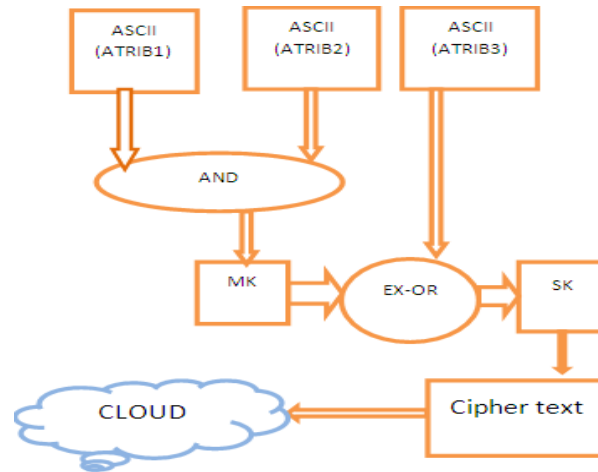 ASCII
(ATRIB1)
ASCII
(ATRIB2)
ASCII
(ATRIB3)
AND
MK
EX-OR
SK
CLOUD
Cipher text